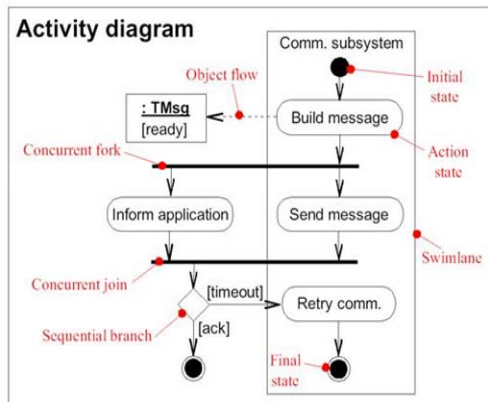 Activity diagram
Comm. subsystem
Object flow
Initial
state
: TMsq
[ready]
Build message
Concurrent fork
Action
state
Inform application
Send message
Swimlane
Concurrent join
[timeout]
Retry comm.
Sequential branch
[ack]
Final
state